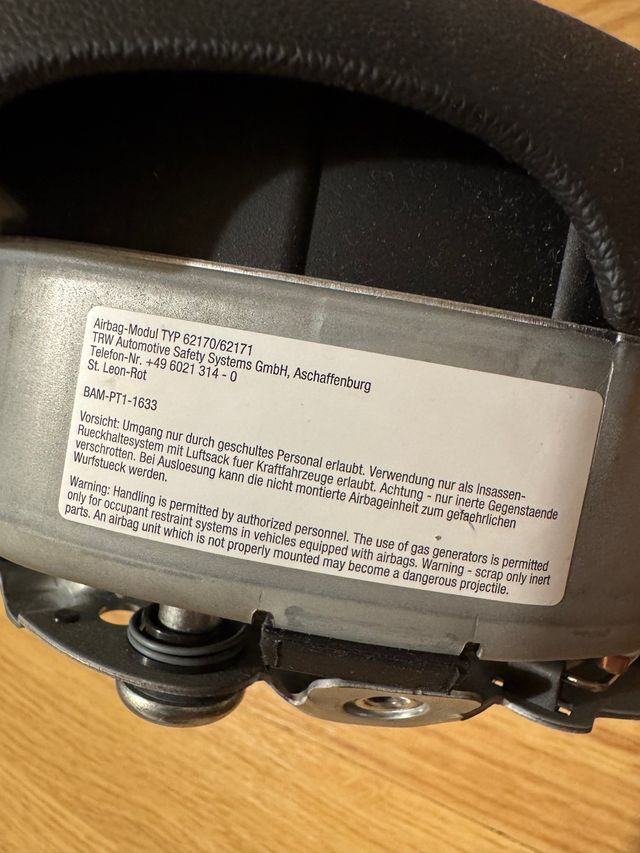 Airbag-Modul TYP 62170/62171
TRW Automotive Safety Systems GmbH, Aschaffenburg
Telefon-Nr. +49 6021 314 - 0
St. Leon-Rot
BAM-PT1-1633
Vorsicht: Umgang nur durch geschultes Personal erlaubt. Verwendung nur als Insassen-
Rueckhaltesystem mit Luftsack fuer Kraftfahrzeuge erlaubt. Achtung - nur inerte Gegenstaende
verschrotten. Bei Ausloesung kann die nicht montierte Airbageinheit zum gefaehrlichen
Wurfstueck werden.
Warning: Handling is permitted by authorized personnel. The use of gas generators is permitted
only for occupant restraint systems in vehicles equipped with airbags. Warning - scrap only inert
parts. An airbag unit which is not properly mounted may become a dangerous projectile.